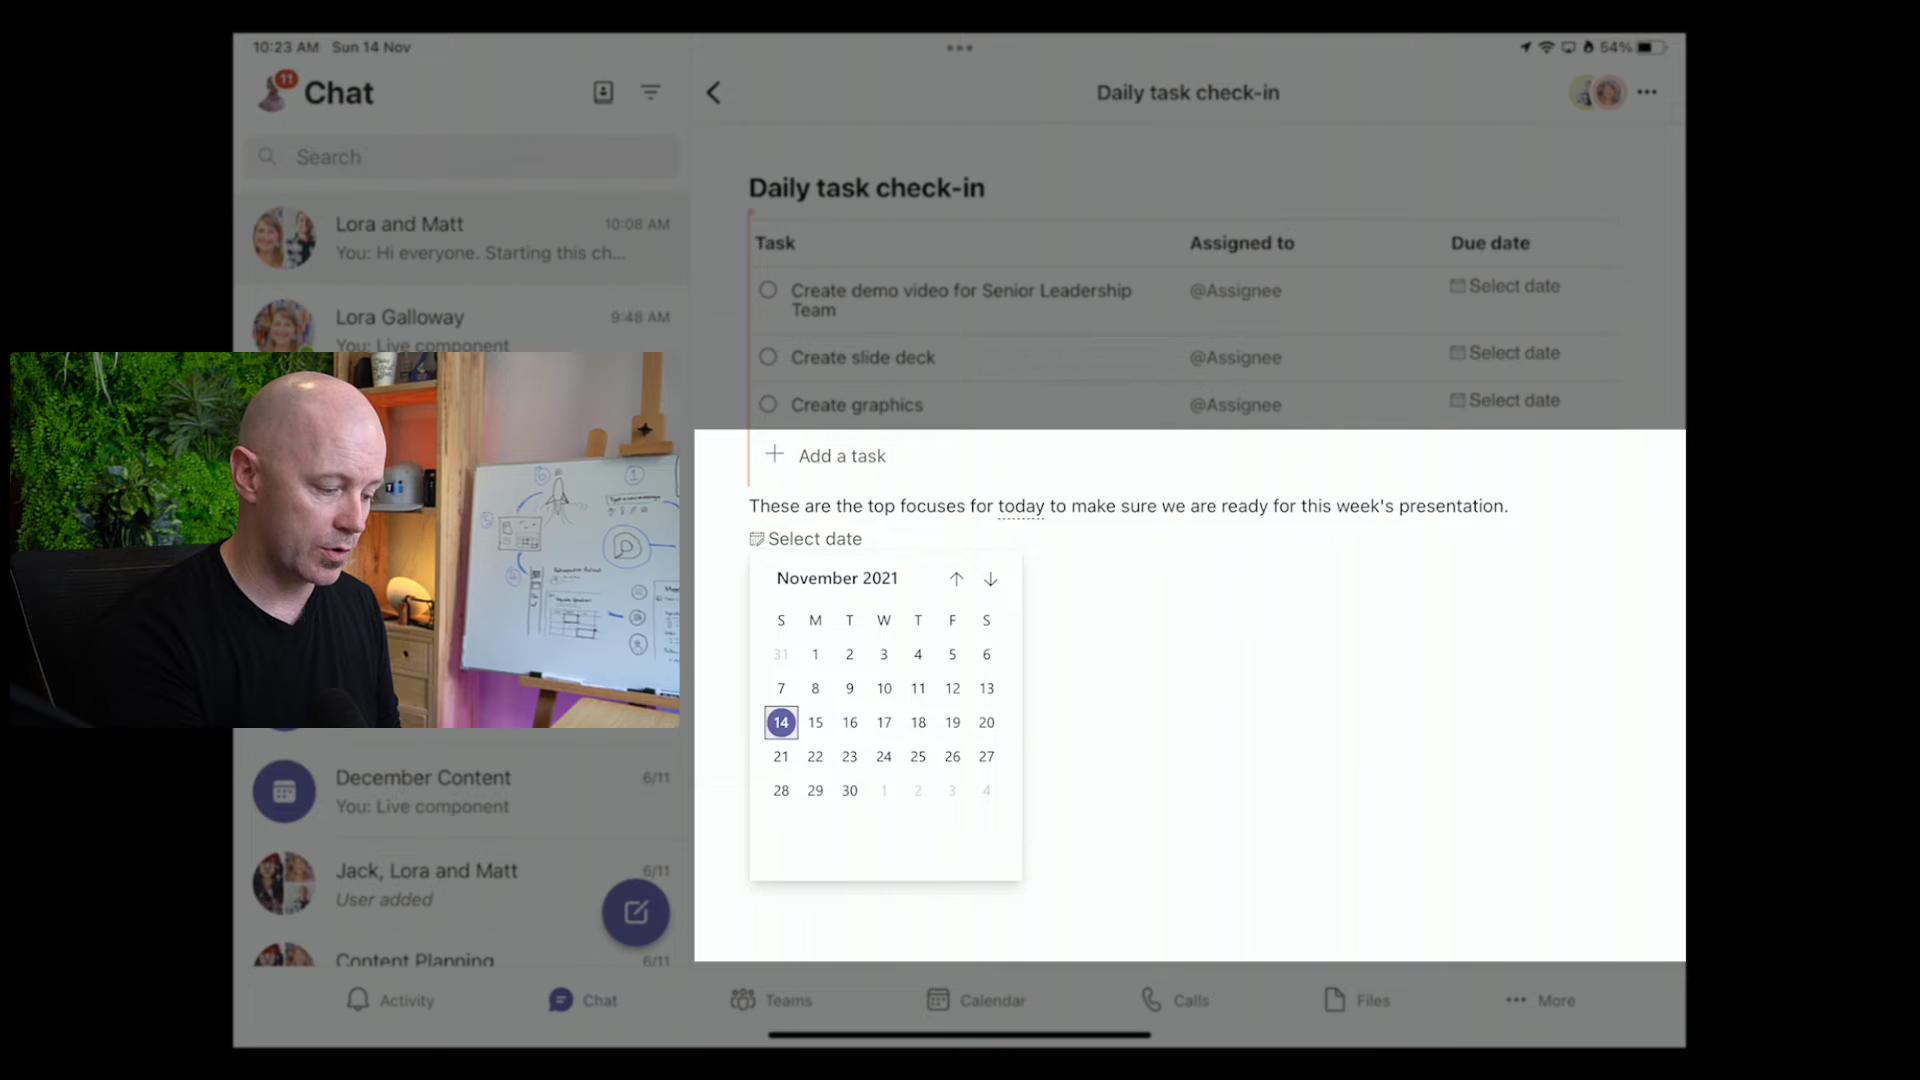 10:23 AM Sun 14 Nov
54%
11
Chat
Search
Lora and Matt 10:08 AM
You: Hi everyone. Starting this ch...
Lora Galloway 9:48 AM
You: Live component
December Content 6/11
You: Live component
Jack, Lora and Matt 6/11
User added
Content Planning 6/11
Daily task check-in
Daily task check-in
Task Assigned to Due date
Create demo video for Senior Leadership @Assignee Select date
Team
Create slide deck @Assignee Select date
Create graphics @Assignee Select date
Add a task
These are the top focuses for today to make sure we are ready for this week's presentation.
Select date
November 2021
S M T W T F S
31 1 2 3 4 5 6
7 8 9 10 11 12 13
14 15 16 17 18 19 20
21 22 23 24 25 26 27
28 29 30 1 2 3 4
Activity Chat Teams Calendar Calls Files More